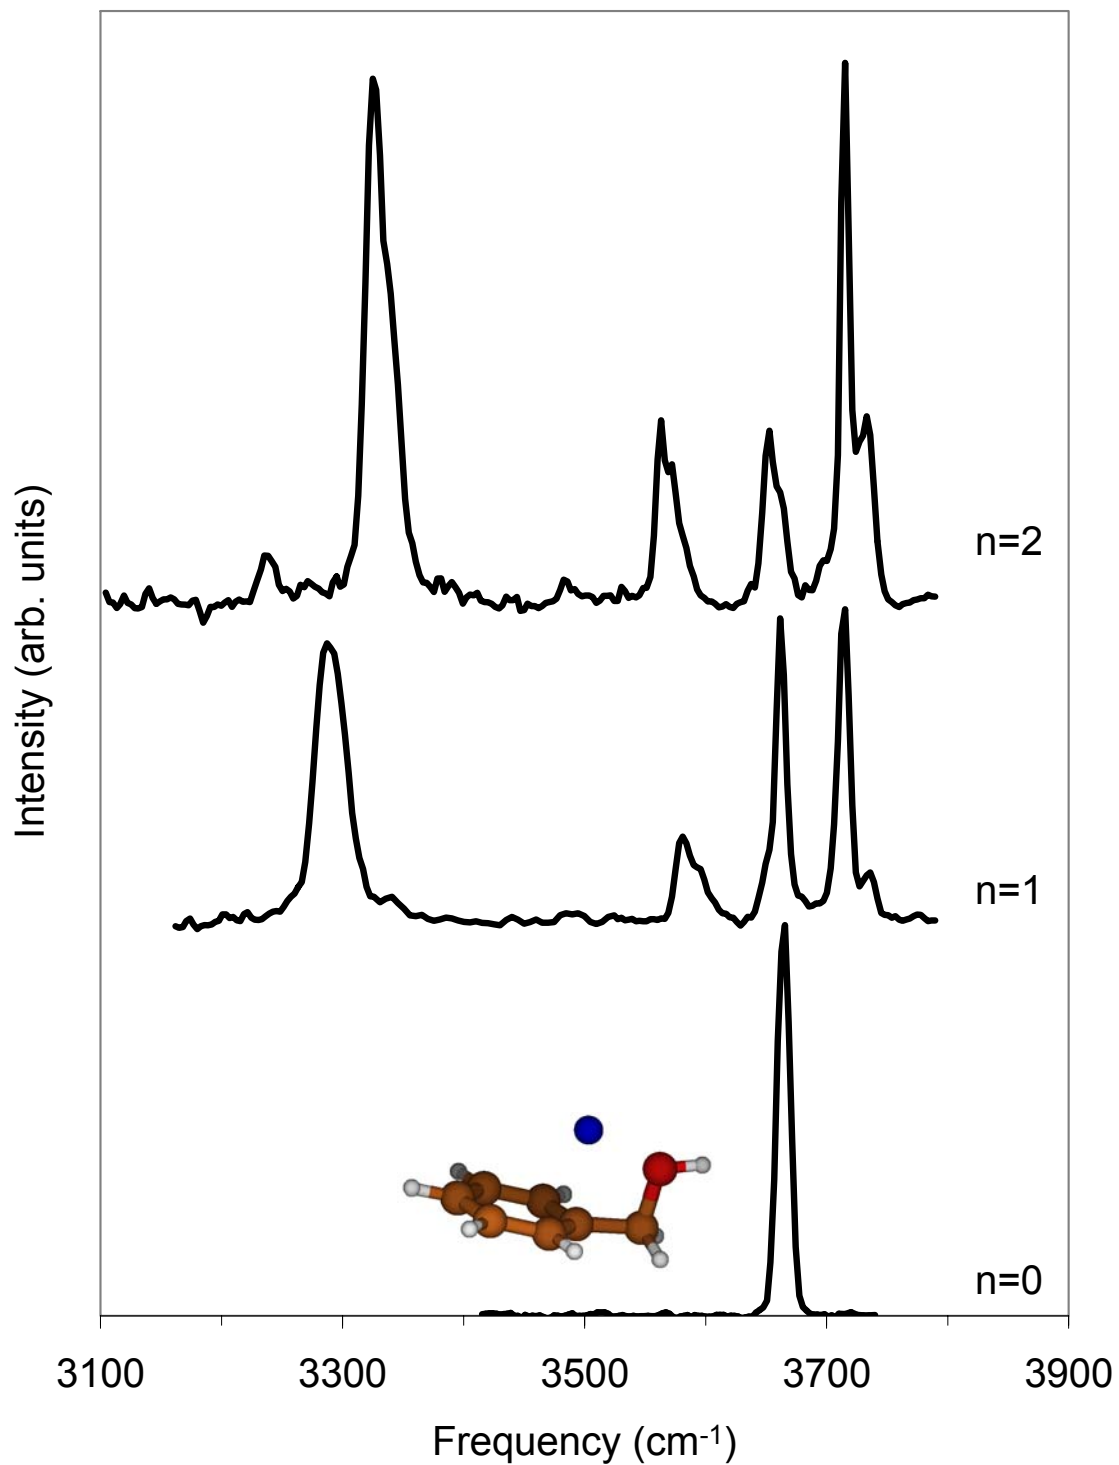 Intensity (arb. units)
n=2
n=1
n=0
3100 3300 3500 3700 3900
Frequency (cm⁻¹)